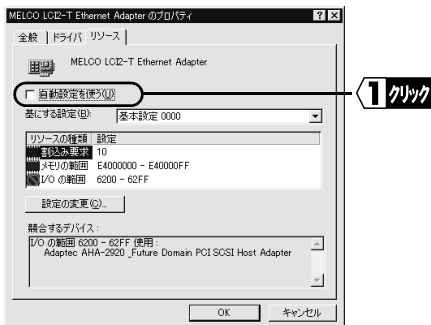 MELCO LCI2-T Ethernet Adapter のプロパティ
全般 ドライバ リソース
MELCO LCI2-T Ethernet Adapter
自動設定を使う(U)
1 クリック
基にする設定(B): 基本設定 0000
リソースの種類 設定
割込み要求 10
メモリの範囲 E4000000 - E40000FF
I/O の範囲 6200 - 62FF
設定の変更(C)...
競合するデバイス:
I/O の範囲 6200 - 62FF 使用:
Adaptec AHA-2920 _Future Domain PCI SCSI Host Adapter
OK キャンセル